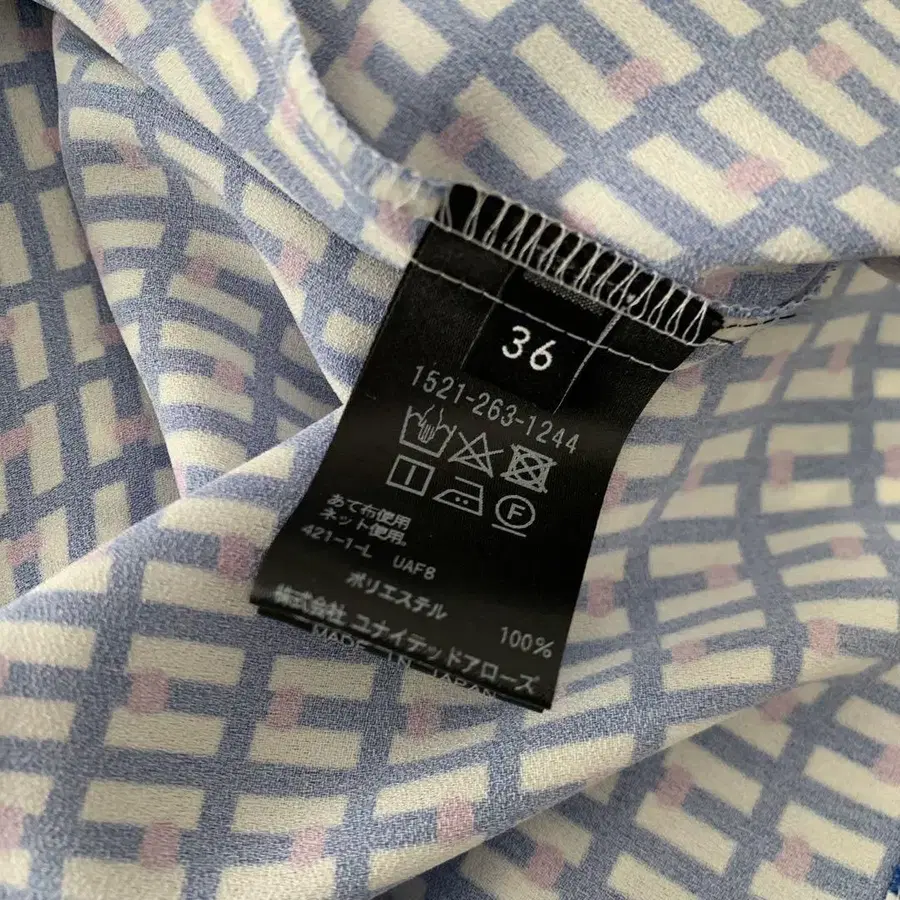 36
1521-263-1244
F
あて布使用
ネット使用.
421-1-L UAF8
ポリエステル 100%
株式会社 ユナイテッドアローズ
MADE IN JAPAN